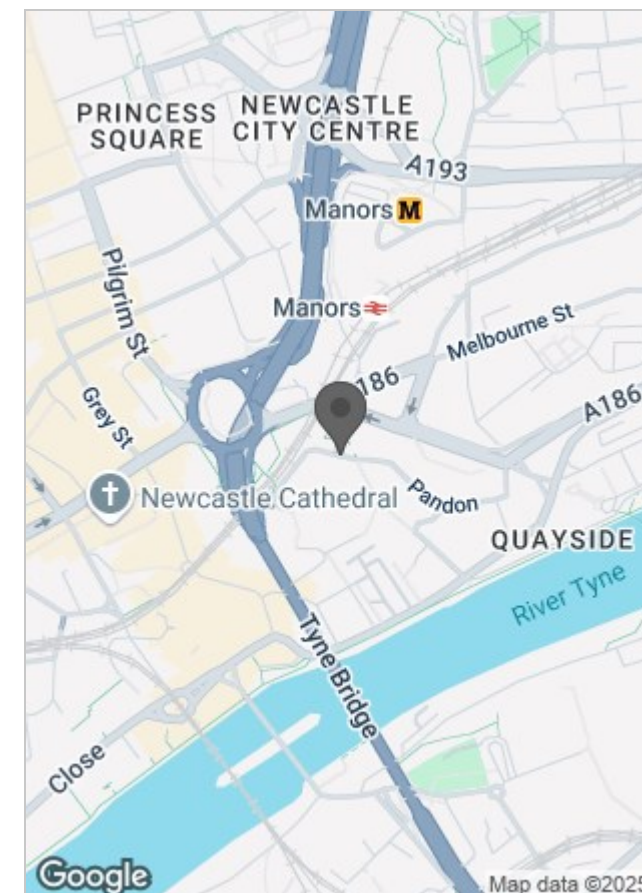 PRINCESS
SQUARE
NEWCASTLE
CITY CENTRE
A193
Manors M
Manors
Melbourne St
Pilgrim St
Grey St
A186
Newcastle Cathedral
Pandon
QUAYSIDE
River Tyne
Tyne Bridge
Close
Google
Map data ©2025